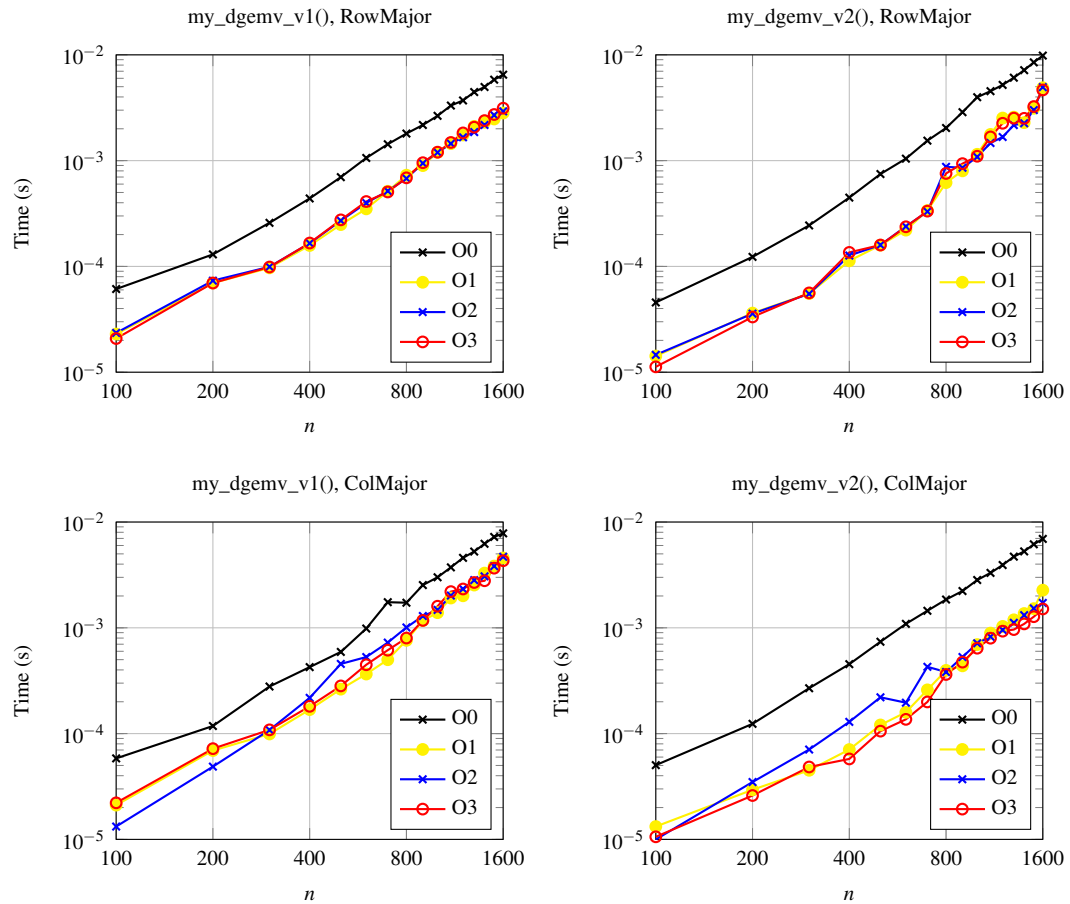 my_dgemv_v1(), RowMajor
10⁻²
10⁻³
10⁻⁴
10⁻⁵
Time (s)
100 200 400 800 1600
n
O0
O1
O2
O3
my_dgemv_v2(), RowMajor
10⁻²
10⁻³
10⁻⁴
10⁻⁵
Time (s)
100 200 400 800 1600
n
O0
O1
O2
O3
my_dgemv_v1(), ColMajor
10⁻²
10⁻³
10⁻⁴
10⁻⁵
Time (s)
100 200 400 800 1600
n
O0
O1
O2
O3
my_dgemv_v2(), ColMajor
10⁻²
10⁻³
10⁻⁴
10⁻⁵
Time (s)
100 200 400 800 1600
n
O0
O1
O2
O3